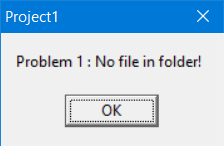 Project1
Problem 1 : No file in folder!
OK